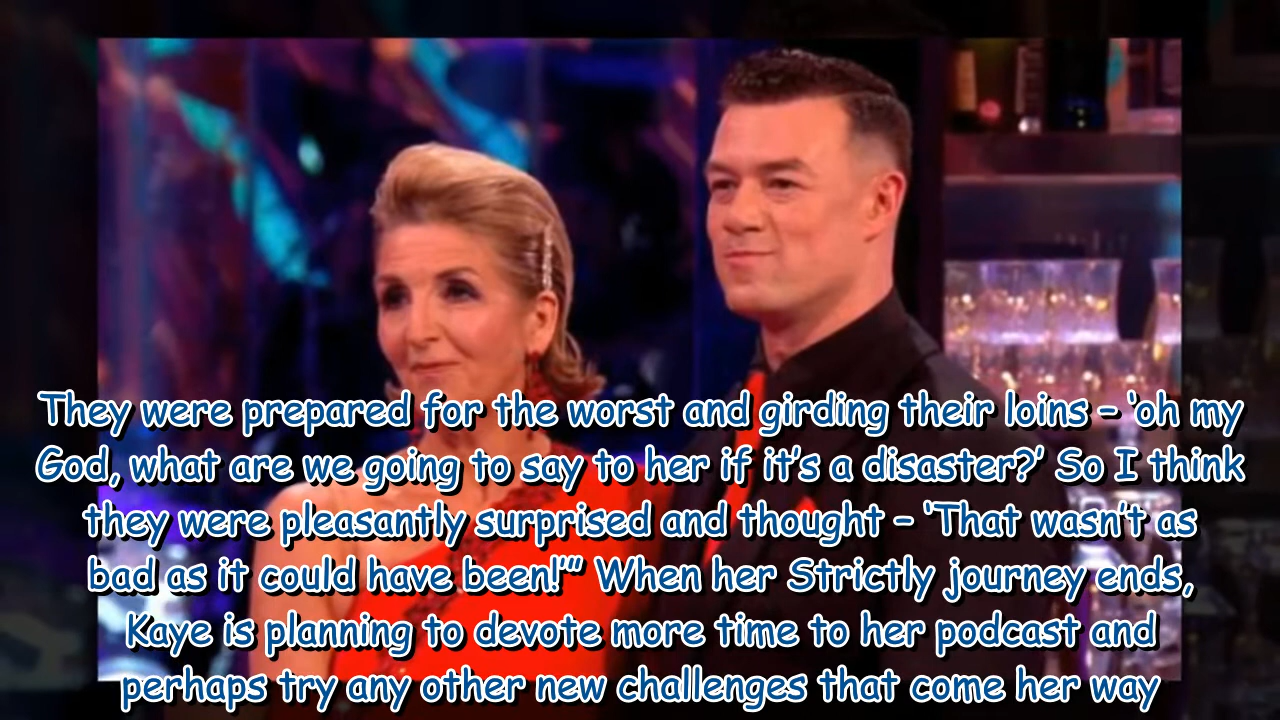 They were prepared for the worst and girding their loins – ‘oh my
God, what are we going to say to her if it’s a disaster?’ So I think
they were pleasantly surprised and thought – ‘That wasn’t as
bad as it could have been!’” When her Strictly journey ends,
Kaye is planning to devote more time to her podcast and
perhaps try any other new challenges that come her way